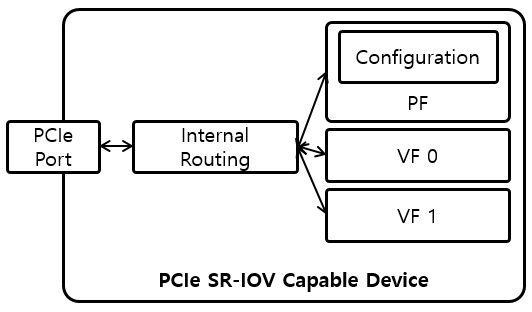 Configuration
PF
PCIe
Port
Internal
Routing
VF 0
VF 1
PCIe SR-IOV Capable Device